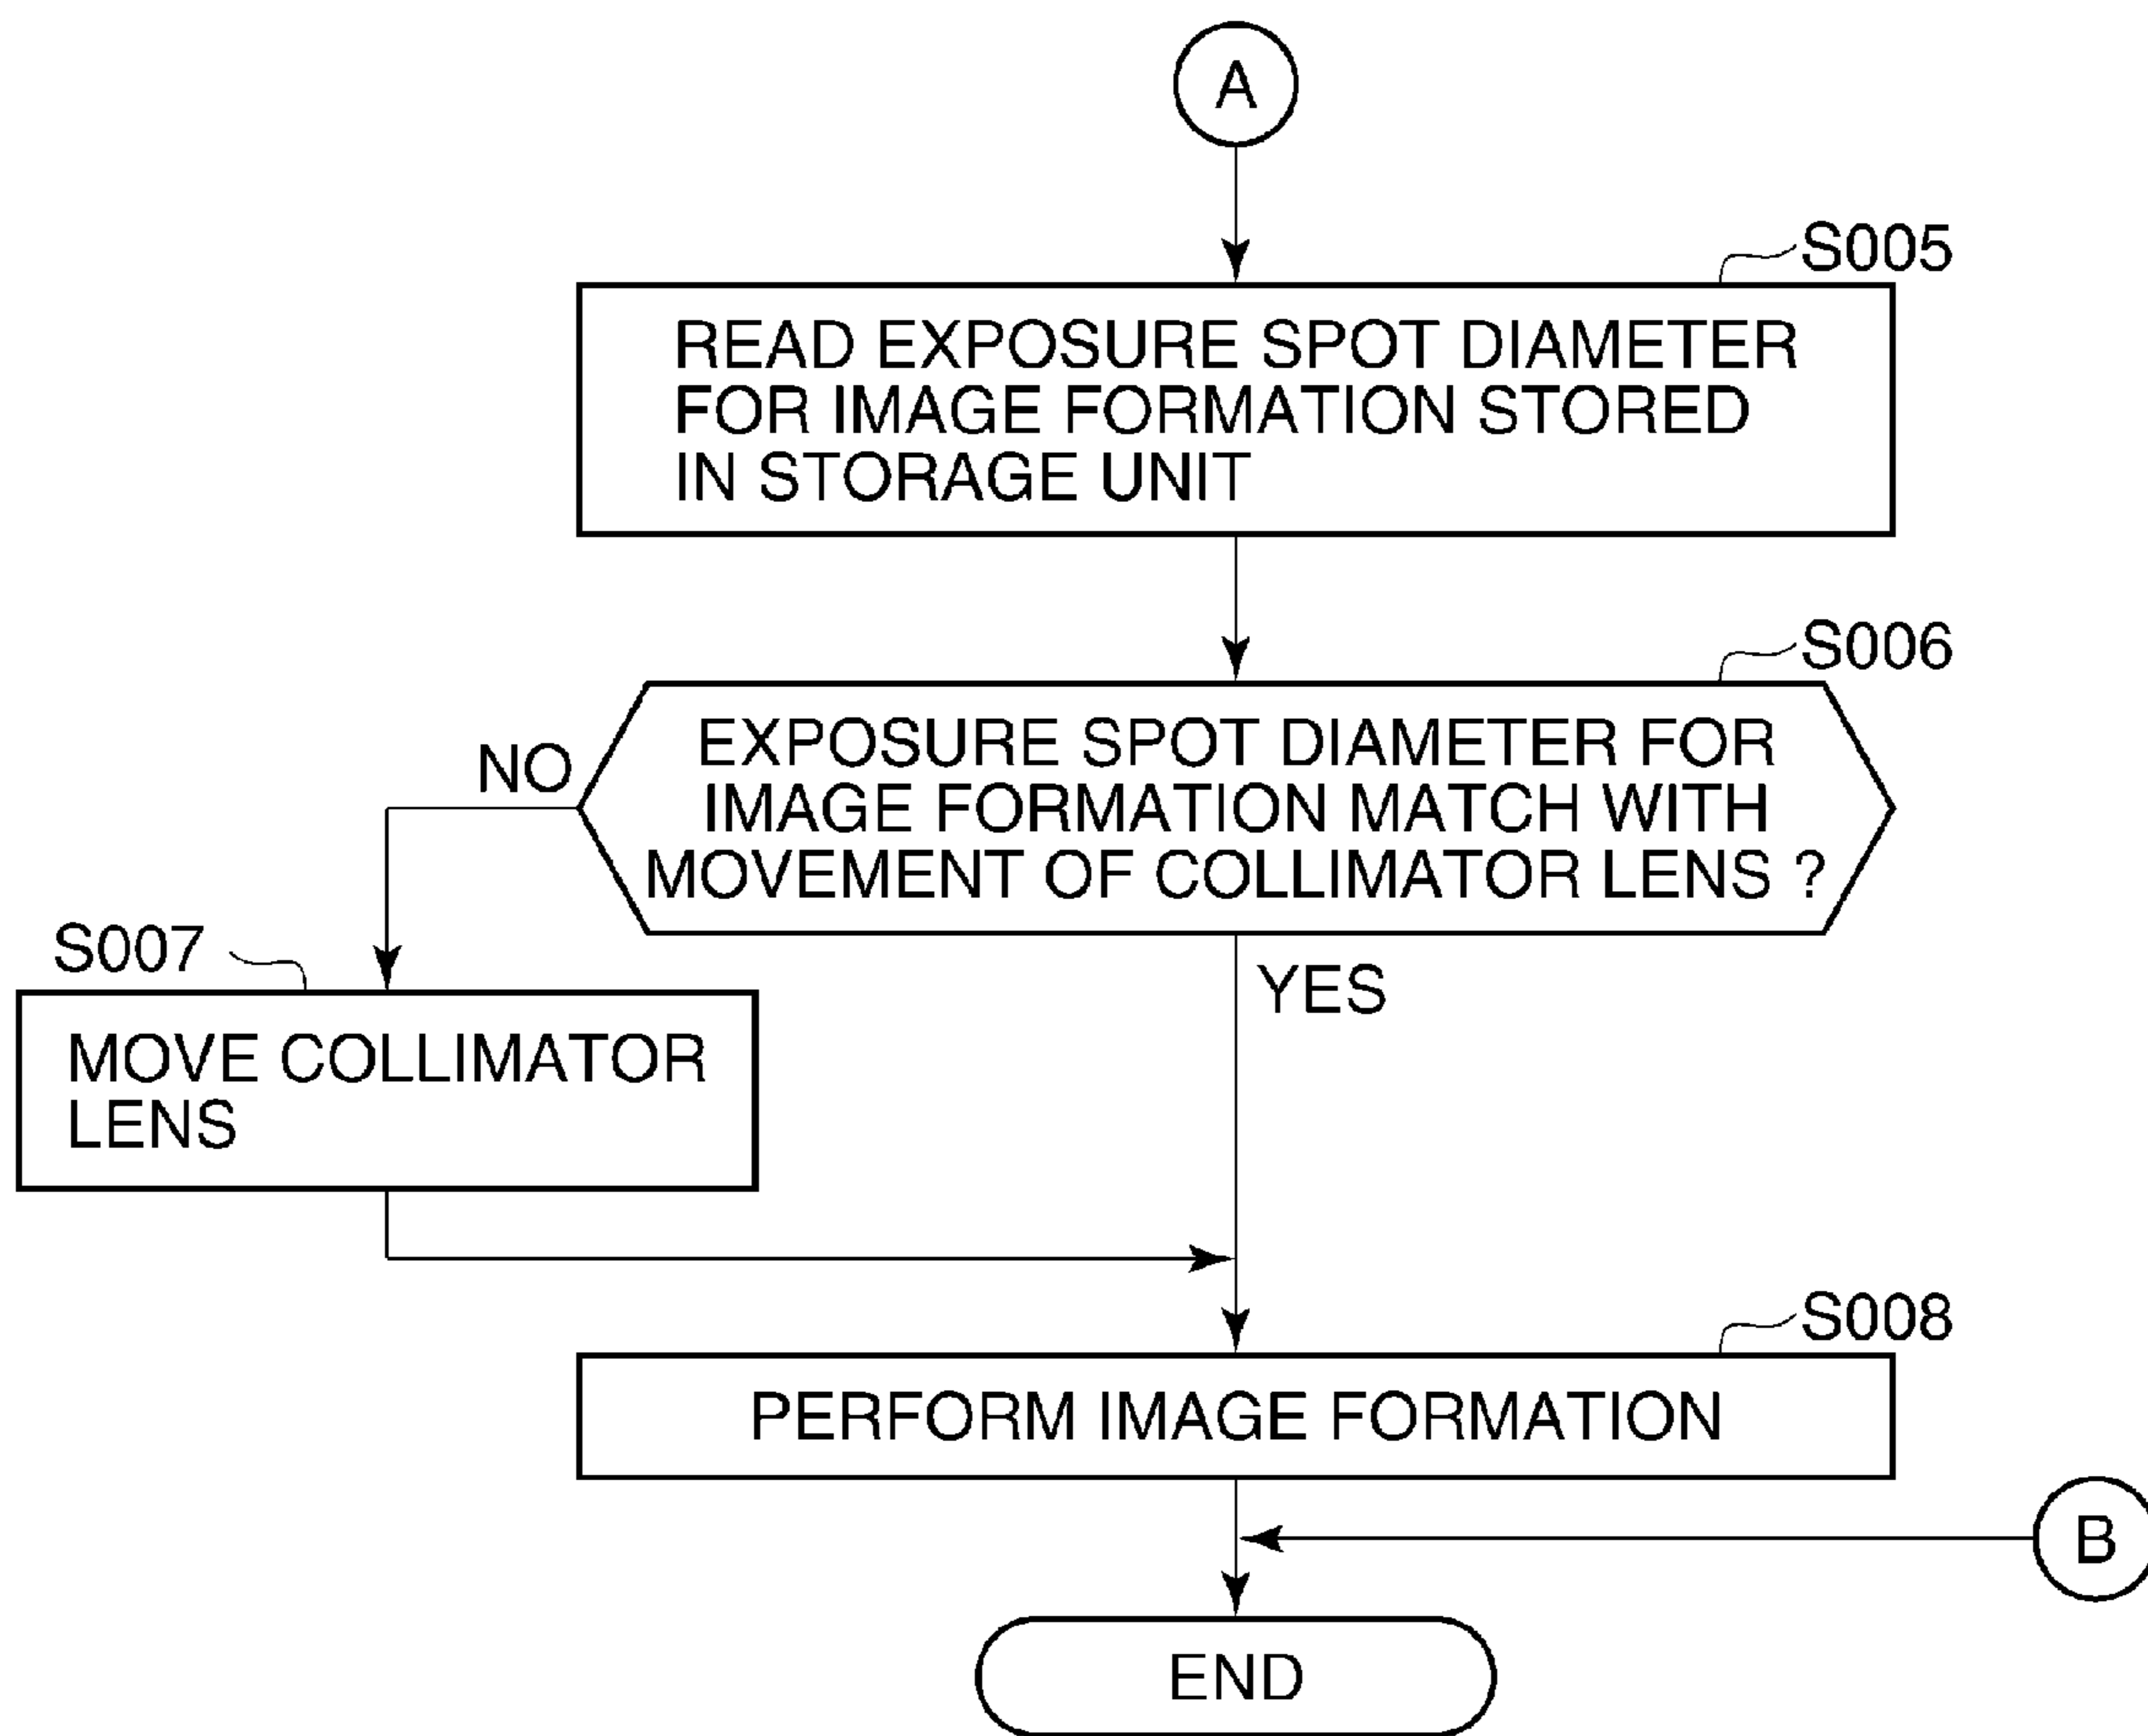 A
S005
READ EXPOSURE SPOT DIAMETER
FOR IMAGE FORMATION STORED
IN STORAGE UNIT
S006
EXPOSURE SPOT DIAMETER FOR
IMAGE FORMATION MATCH WITH
MOVEMENT OF COLLIMATOR LENS ?
NO
YES
S007
MOVE COLLIMATOR
LENS
S008
PERFORM IMAGE FORMATION
B
END